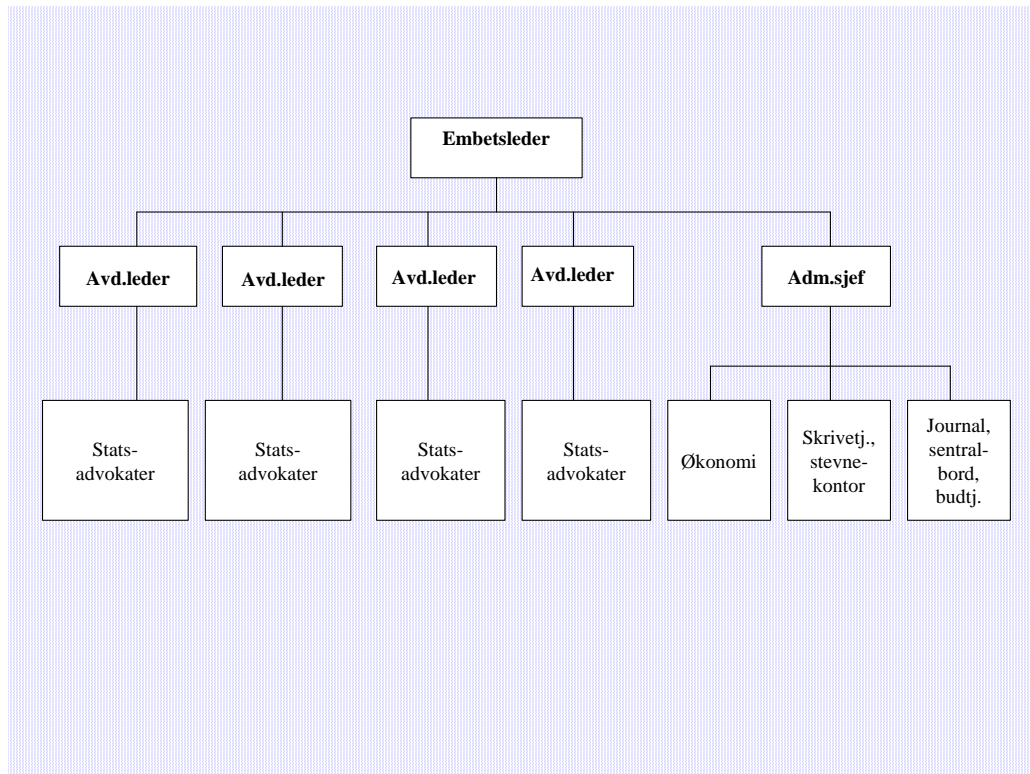 Embetsleder
Avd.leder
Avd.leder
Avd.leder
Avd.leder
Adm.sjef
Stats-
advokater
Stats-
advokater
Stats-
advokater
Stats-
advokater
Økonomi
Skrivetj.,
stevne-
kontor
Journal,
sentral-
bord,
budtj.